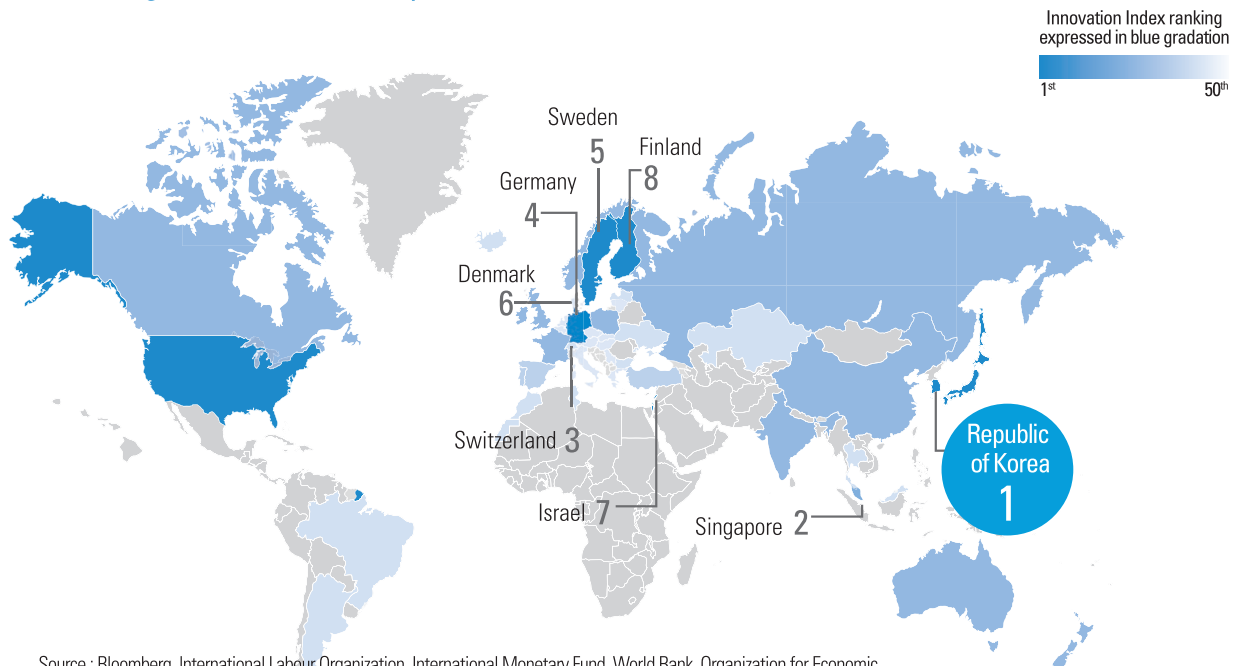 Innovation Index ranking
expressed in blue gradation
1st
50th
Sweden
5
Finland
8
Germany
4
Denmark
6
Switzerland 3
Israel 7
Singapore 2
Republic
of Korea
1
Source : Bloomberg, International Labour Organization, International Monetary Fund, World Bank, Organization for Economic